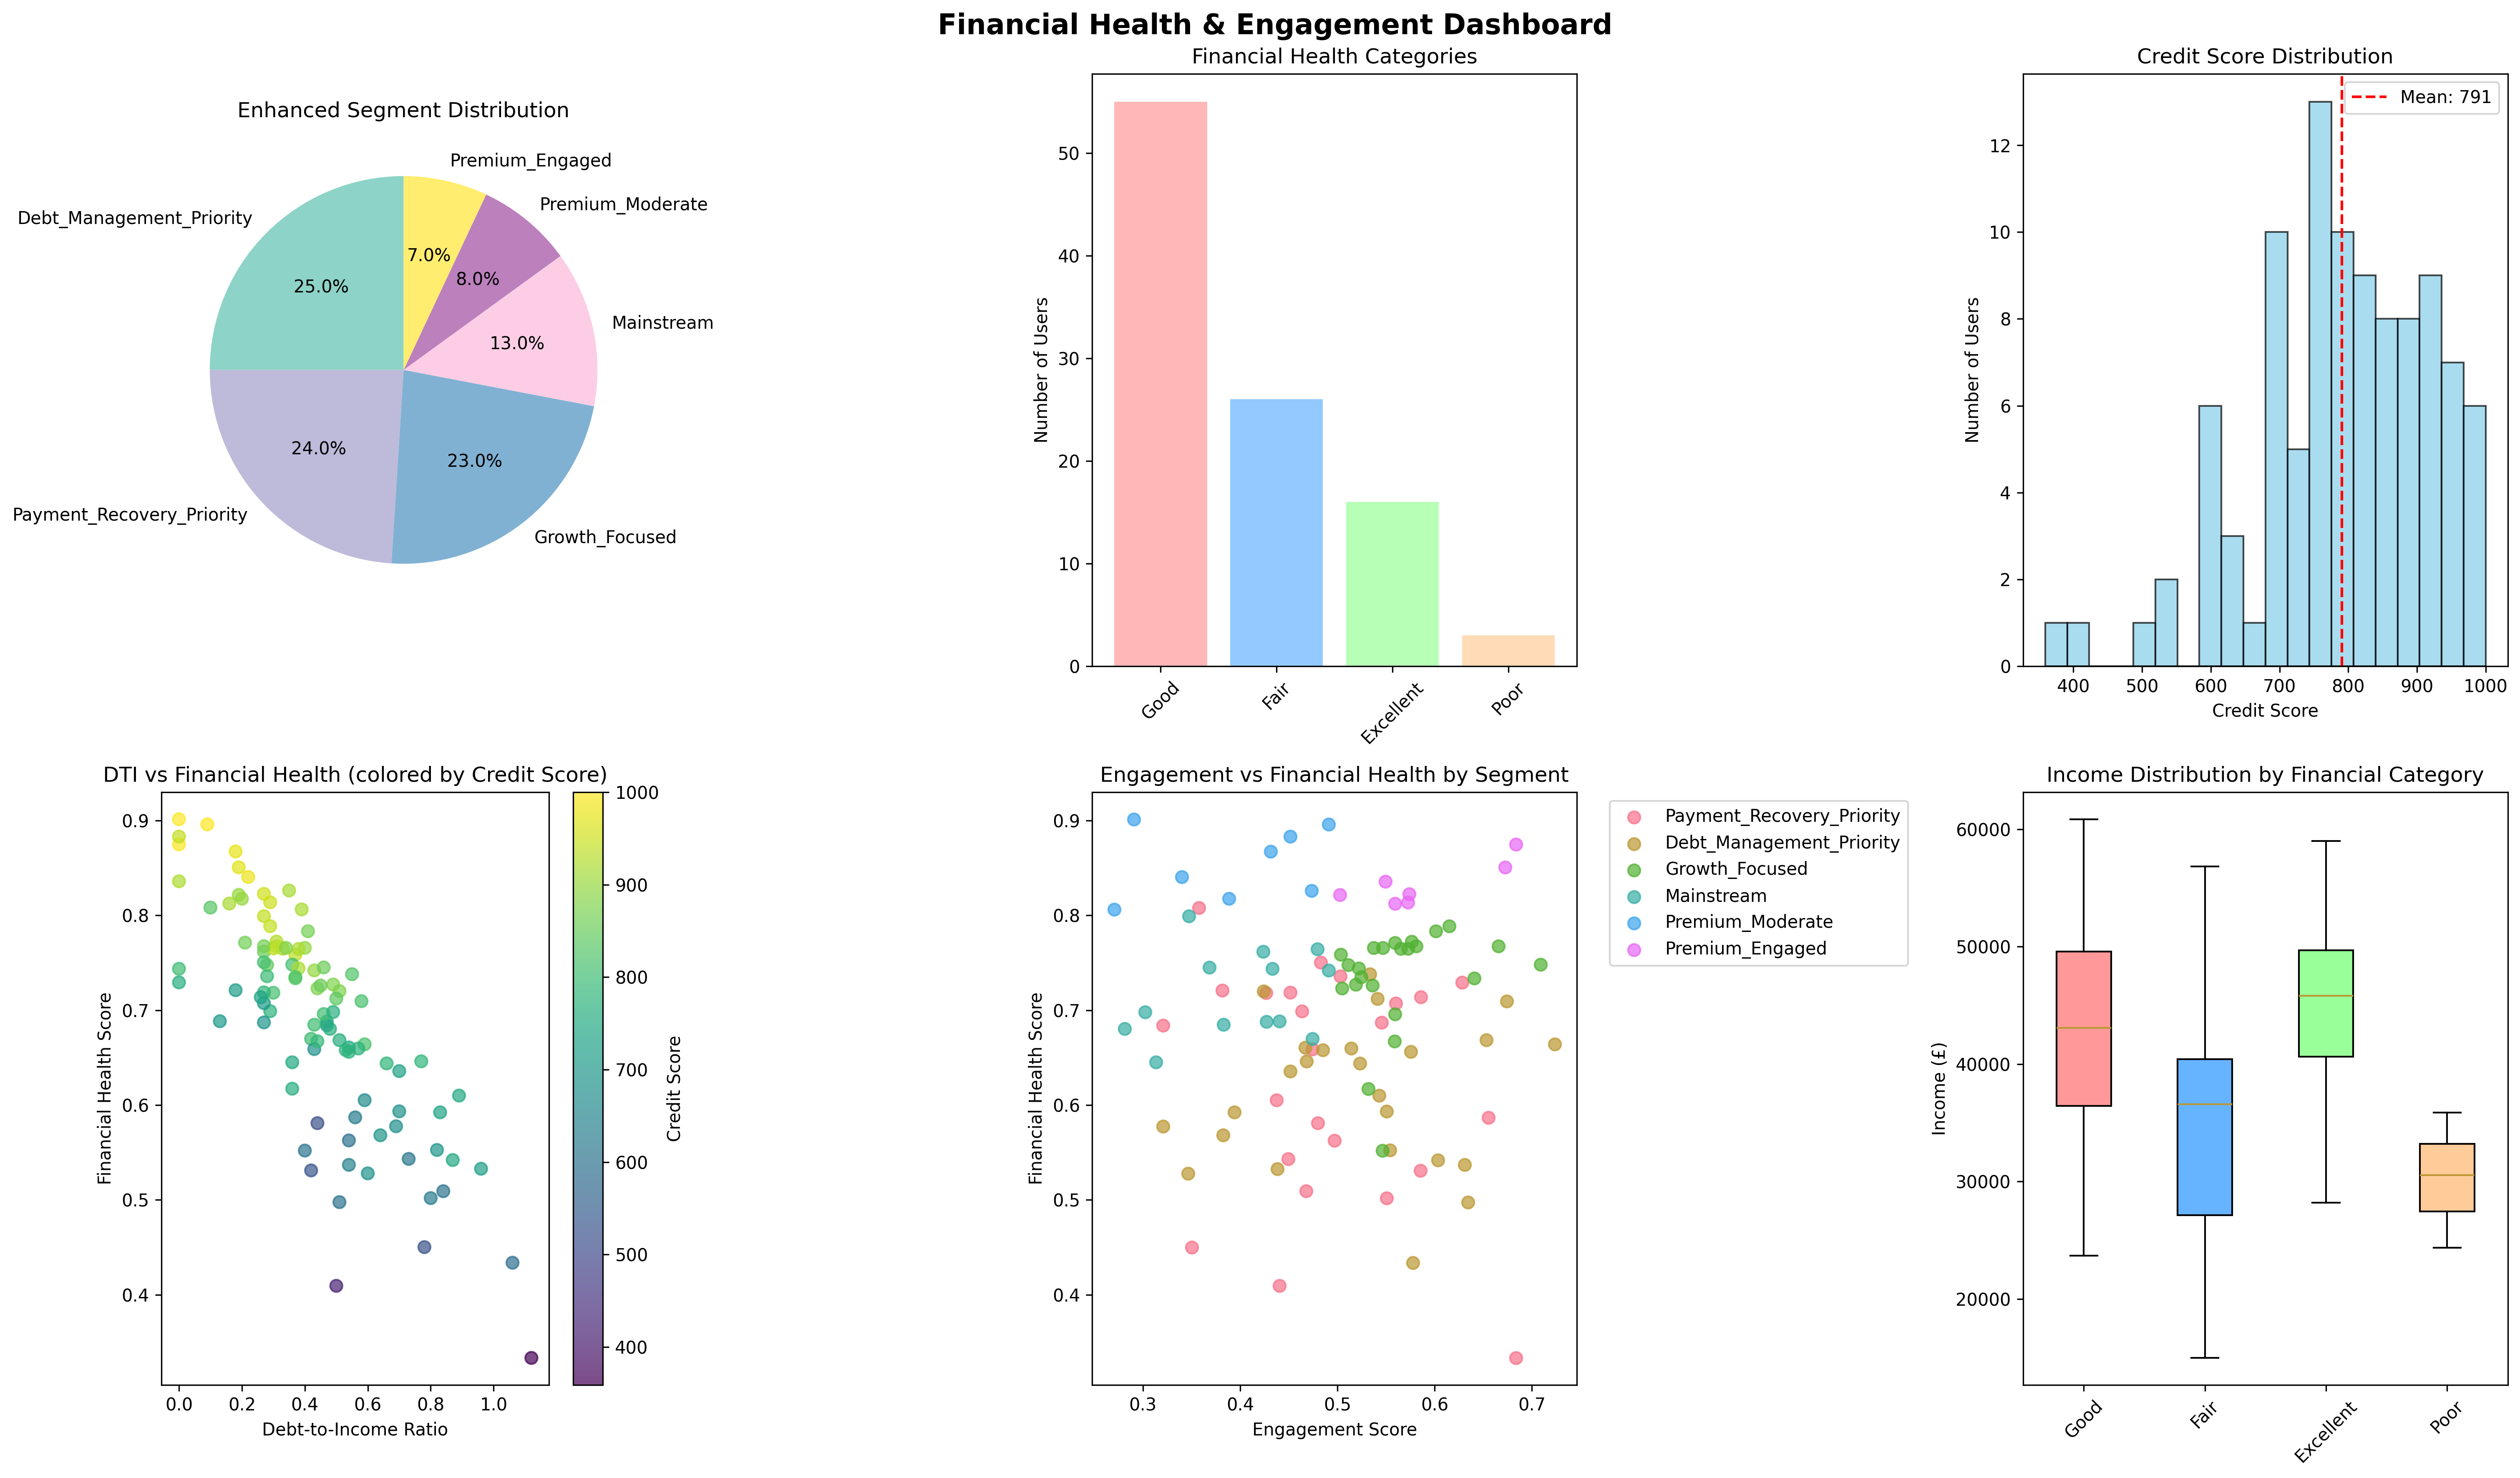 Financial Health & Engagement Dashboard
Enhanced Segment Distribution
Premium_Engaged
Premium_Moderate
Debt_Management_Priority
Mainstream
Payment_Recovery_Priority
Growth_Focused
7.0%
8.0%
25.0%
13.0%
24.0%
23.0%
Financial Health Categories
Number of Users
50
40
30
20
10
0
Good
Fair
Excellent
Poor
Credit Score Distribution
Mean: 791
Number of Users
12
10
8
6
4
2
0
400
500
600
700
800
900
1000
Credit Score
DTI vs Financial Health (colored by Credit Score)
Financial Health Score
0.9
0.8
0.7
0.6
0.5
0.4
0.0
0.2
0.4
0.6
0.8
1.0
Debt-to-Income Ratio
1000
900
800
700
600
500
400
Credit Score
Engagement vs Financial Health by Segment
Financial Health Score
0.9
0.8
0.7
0.6
0.5
0.4
0.3
0.4
0.5
0.6
0.7
Engagement Score
Payment_Recovery_Priority
Debt_Management_Priority
Growth_Focused
Mainstream
Premium_Moderate
Premium_Engaged
Income Distribution by Financial Category
Income (£)
60000
50000
40000
30000
20000
Good
Fair
Excellent
Poor